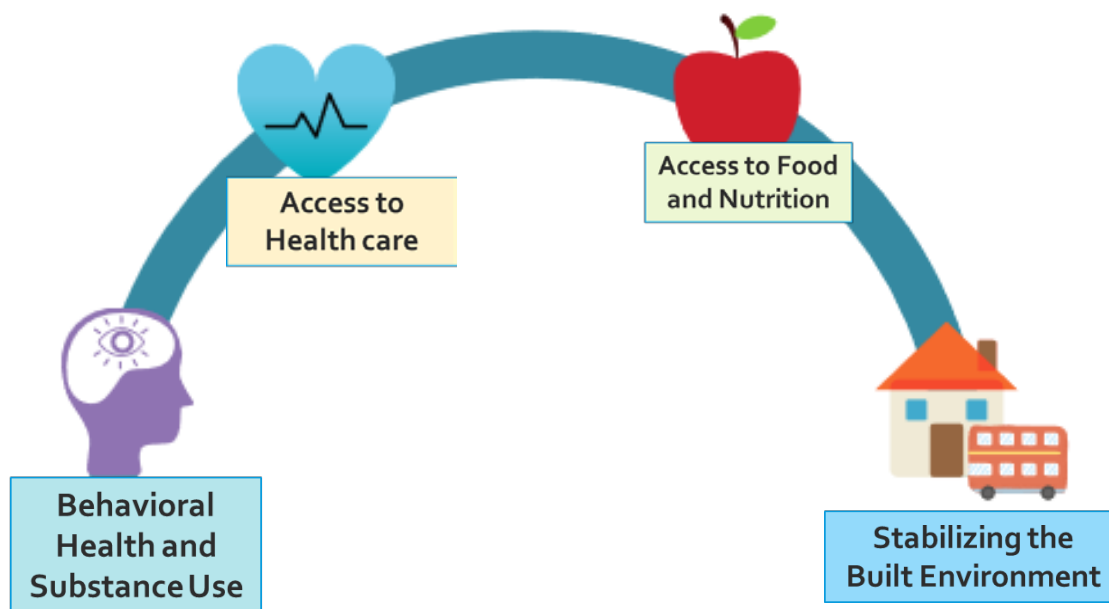 Access to
Health care
Access to Food
and Nutrition
Behavioral
Health and
Substance Use
Stabilizing the
Built Environment